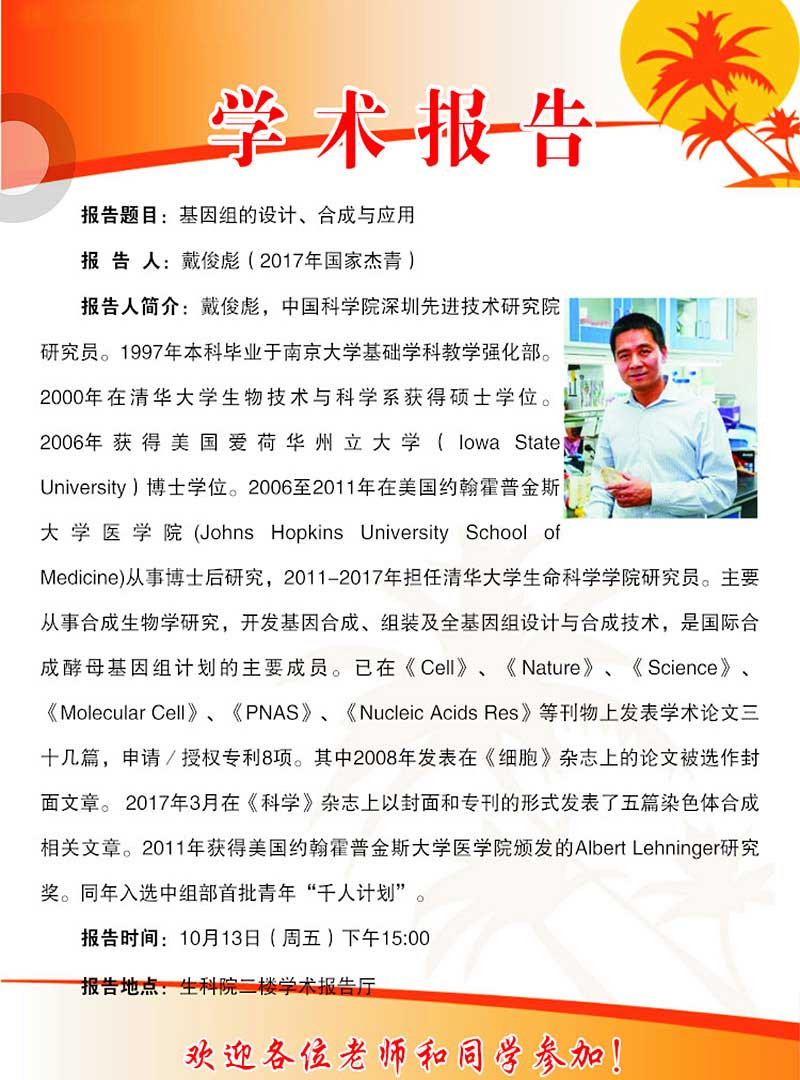 学术报告
报告题目：基因组的设计、合成与应用
报 告 人：戴俊彪（2017年国家杰青）
报告人简介：戴俊彪，中国科学院深圳先进技术研究院
研究员。1997年本科毕业于南京大学基础学科教学强化部。
2000年在清华大学生物技术与科学系获得硕士学位。
2006年获得美国爱荷华州立大学（Iowa State
University）博士学位。2006至2011年在美国约翰霍普金斯
大学医学院(Johns Hopkins University School of
Medicine)从事博士后研究，2011-2017年担任清华大学生命科学学院研究员。主要
从事合成生物学研究，开发基因合成、组装及全基因组设计与合成技术，是国际合
成酵母基因组计划的主要成员。已在《Cell》、《Nature》、《Science》、
《Molecular Cell》、《PNAS》、《Nucleic Acids Res》等刊物上发表学术论文三
十几篇，申请/授权专利8项。其中2008年发表在《细胞》杂志上的论文被选作封
面文章。 2017年3月在《科学》杂志上以封面和专刊的形式发表了五篇染色体合成
相关文章。2011年获得美国约翰霍普金斯大学医学院颁发的Albert Lehninger研究
奖。同年入选中组部首批青年“千人计划”。
报告时间：10月13日（周五）下午15:00
报告地点：生科院二楼学术报告厅
欢迎各位老师和同学参加！